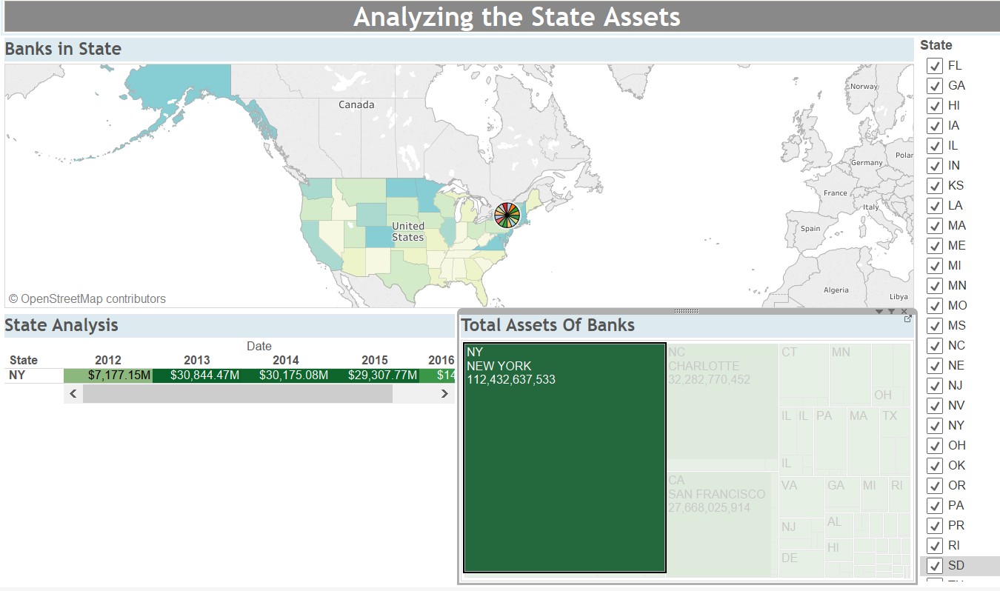 Analyzing the State Assets
Banks in State
Canada
United
States
Norway
Germany
Polar
France
Italy
Spain
Algeria
Libya
© OpenStreetMap contributors
State
FL
GA
HI
IA
IL
IN
KS
LA
MA
ME
MI
MN
MO
MS
NC
NE
NJ
NV
NY
OH
OK
OR
PA
PR
RI
SD
State Analysis
Date
State 2012 2013 2014 2015 2016
NY $7,177.15M $30,844.47M $30,175.08M $29,307.77M $14
Total Assets Of Banks
NY
NEW YORK
112,432,637,533
NC
CHARLOTTE
32,282,770,452
CA
SAN FRANCISCO
27,668,025,914
CT
MN
OH
IL IL PA MA TX
IL
VA
GA MI RI
NJ
AL
DE
HI